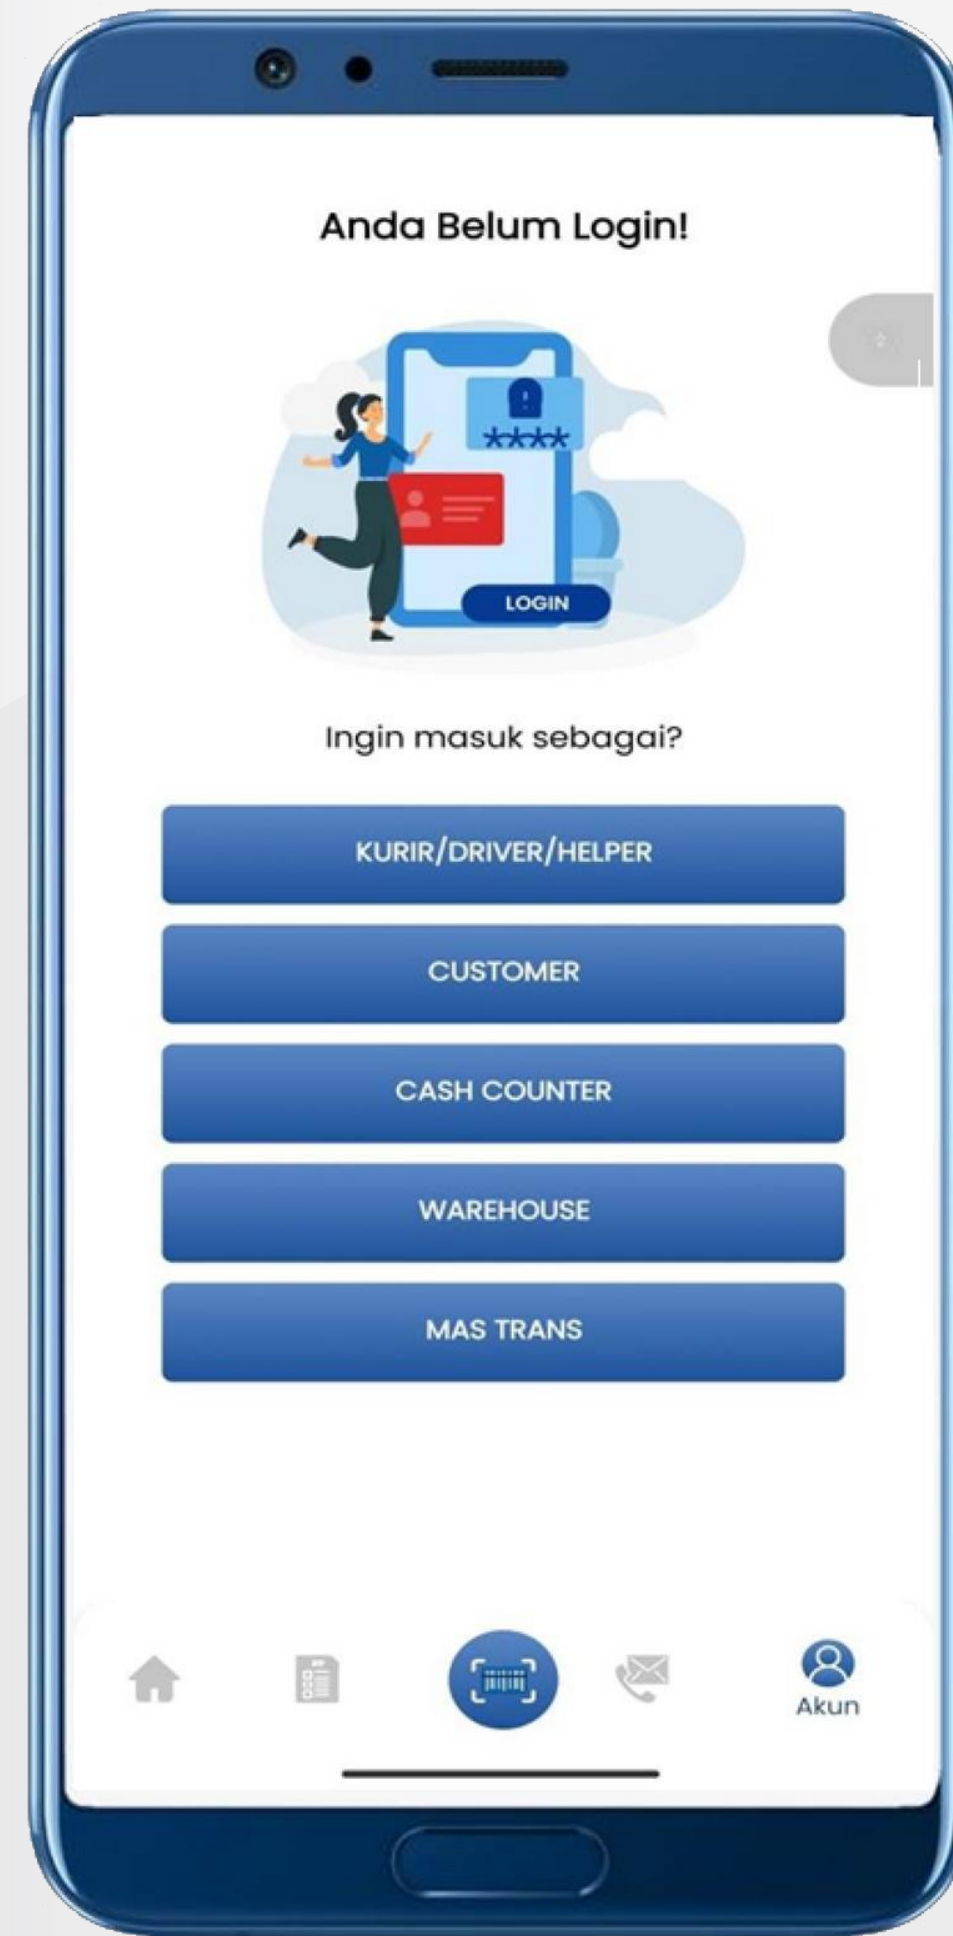 Anda Belum Login!
****
LOGIN
Ingin masuk sebagai?
KURIR/DRIVER/HELPER
CUSTOMER
CASH COUNTER
WAREHOUSE
MAS TRANS
Akun